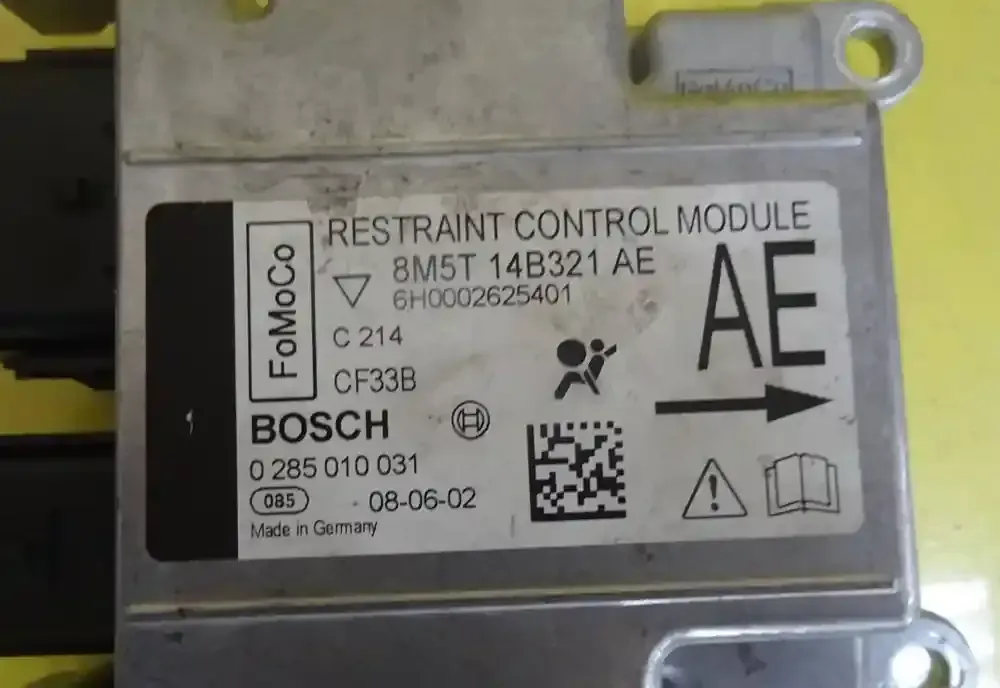 RESTRAINT CONTROL MODULE
FoMoCo
8M5T 14B321 AE
6H0002625401
AE
C 214
CF33B
BOSCH
0 285 010 031
085
08-06-02
Made in Germany